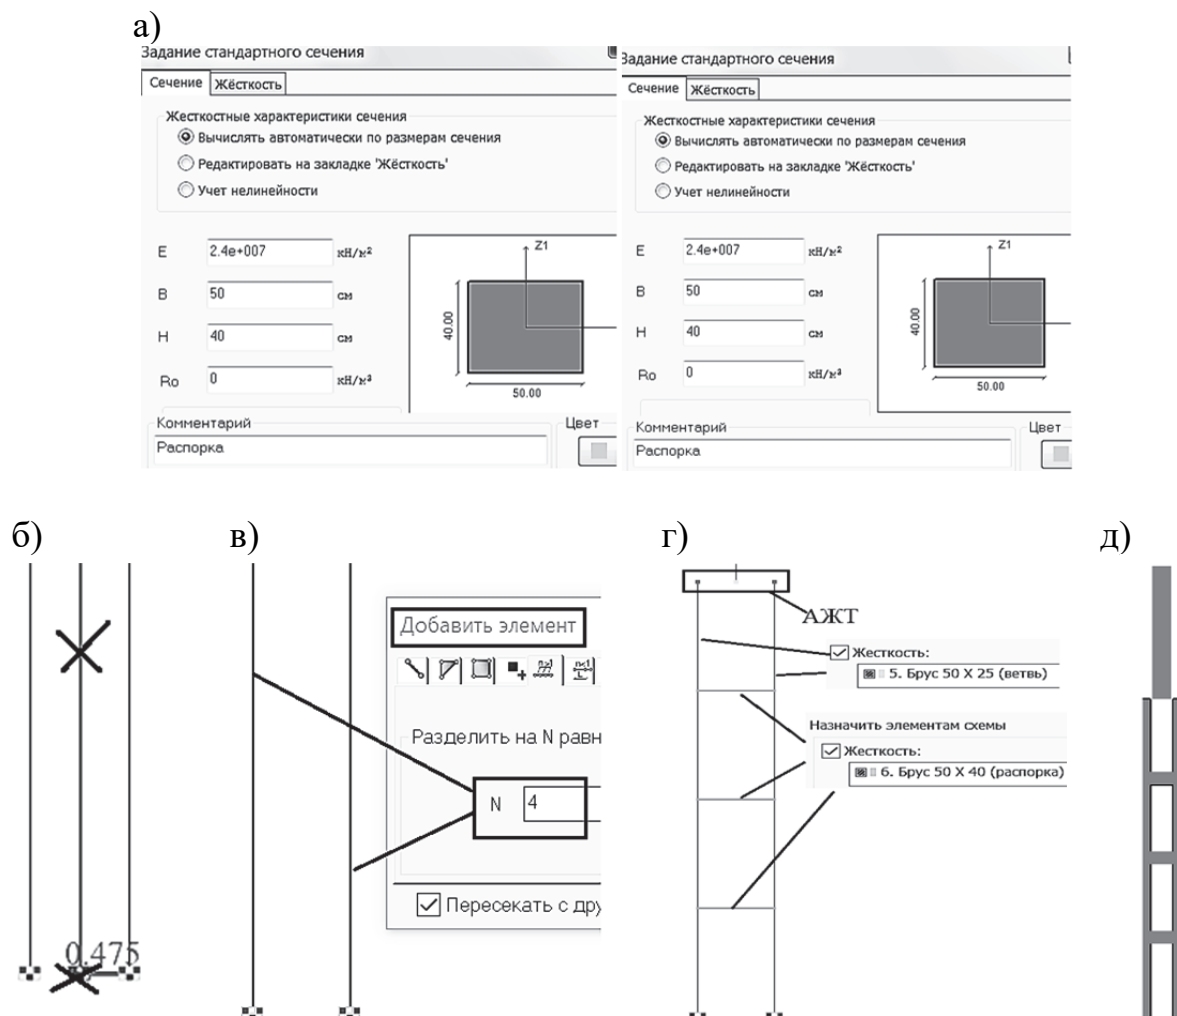 а)
Задание стандартного сечения
Сечение Жёсткость
Жесткостные характеристики сечения
Вычислять автоматически по размерам сечения
Редактировать на закладке 'Жёсткость'
Учет нелинейности
E 2.4e+007 кН/м²
B 50 см
H 40 см
Ro 0 кН/м³
Z1
40.00
50.00
Комментарий
Распорка
Цвет
Задание стандартного сечения
Сечение Жёсткость
Жесткостные характеристики сечения
Вычислять автоматически по размерам сечения
Редактировать на закладке 'Жёсткость'
Учет нелинейности
E 2.4e+007 кН/м²
B 50 см
H 40 см
Ro 0 кН/м³
Z1
40.00
50.00
Комментарий
Распорка
Цвет
б)
0.475
в)
Добавить элемент
Разделить на N равн
N 4
Пересекать с дру
г)
АЖТ
Жесткость:
5. Брус 50 X 25 (ветвь)
Назначить элементам схемы
Жесткость:
6. Брус 50 X 40 (распорка)
д)